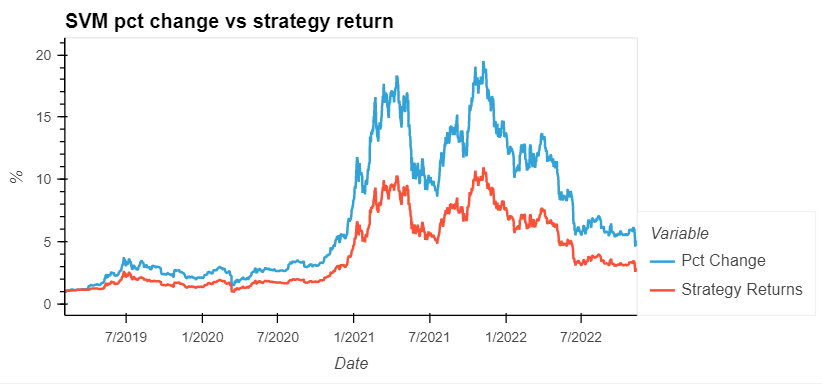 SVM pct change vs strategy return
%
20
15
10
5
0
7/2019
1/2020
7/2020
1/2021
7/2021
1/2022
7/2022
Date
Variable
Pct Change
Strategy Returns